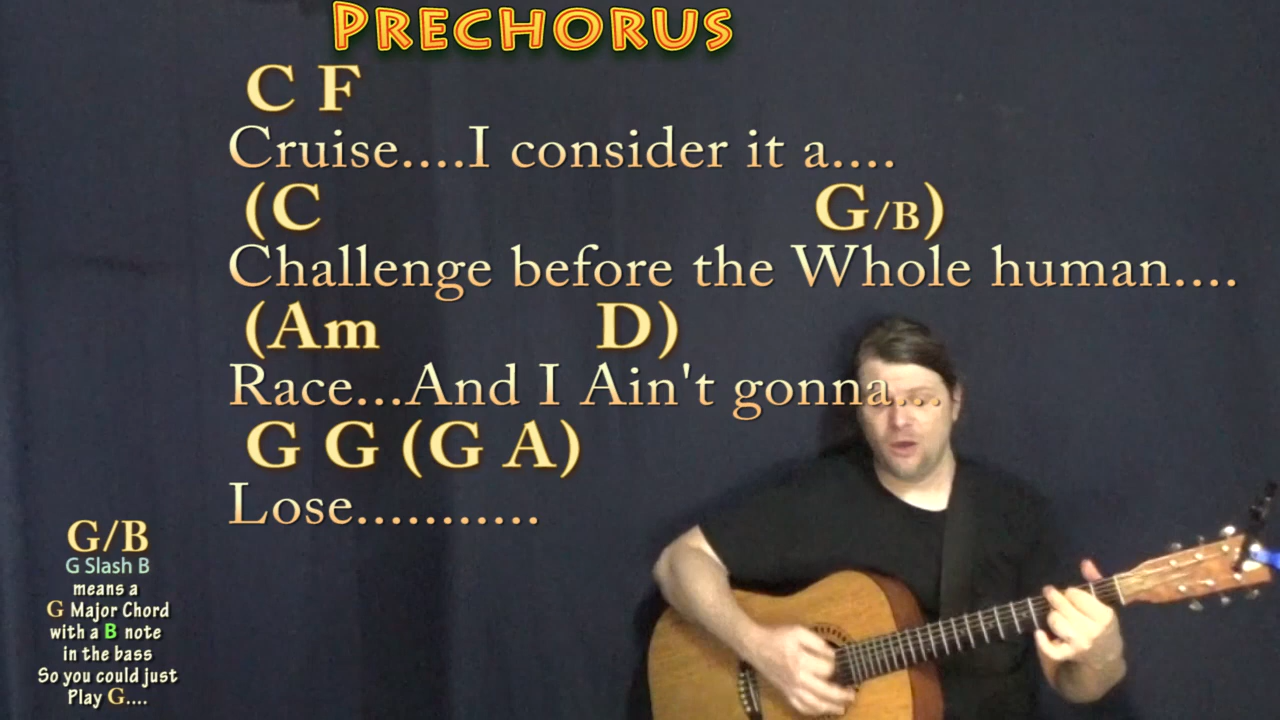 PRECHORUS
C F
Cruise....I consider it a....
(C G/B)
Challenge before the Whole human....
(Am D)
Race...And I Ain't gonna...
G G (G A)
Lose...........
G/B
G Slash B
means a
G Major Chord
with a B note
in the bass
So you could just
Play G....